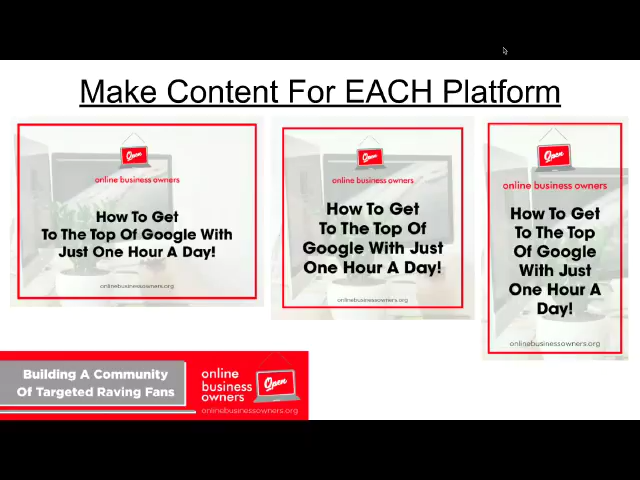 Make Content For EACH Platform
Open
online business owners
How To Get
To The Top Of Google With
Just One Hour A Day!
onlinebusinessowners.org
Open
online business owners
How To Get
To The Top Of
Google With Just
One Hour A Day!
onlinebusinessowners.org
Open
online business owners
How To Get
To The Top
Of Google
With Just
One Hour A
Day!
onlinebusinessowners.org
Building A Community
Of Targeted Raving Fans
online
business
owners
Open
onlinebusinessowners.org